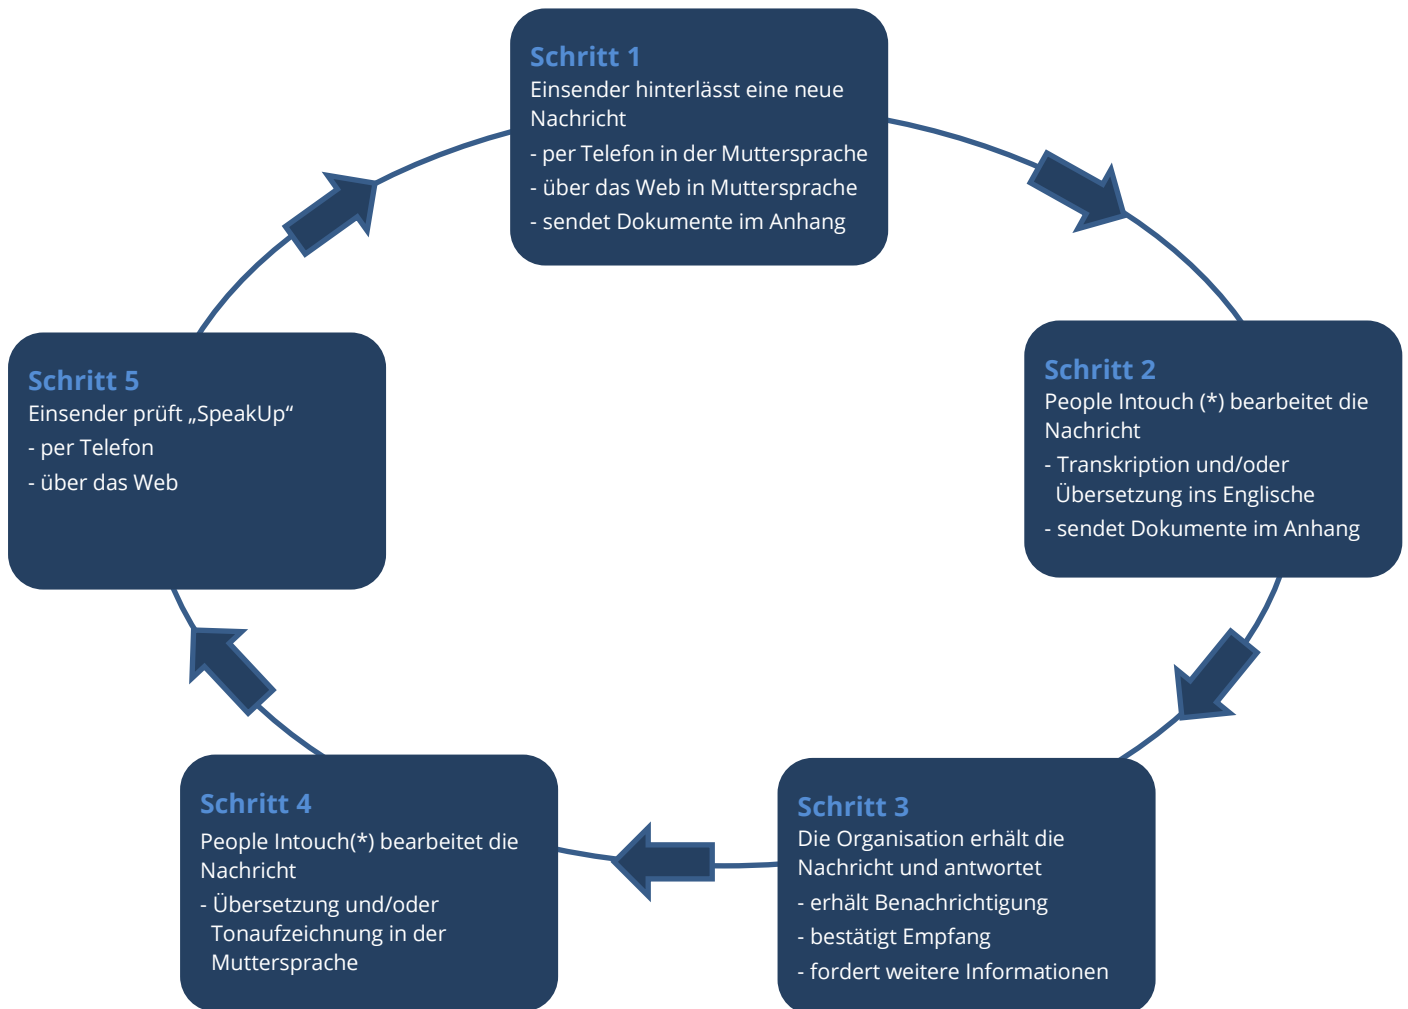 Schritt 1
Einsender hinterlässt eine neue
Nachricht
- per Telefon in der Muttersprache
- über das Web in Muttersprache
- sendet Dokumente im Anhang
Schritt 2
People Intouch (*) bearbeitet die
Nachricht
- Transkription und/oder
Übersetzung ins Englische
- sendet Dokumente im Anhang
Schritt 3
Die Organisation erhält die
Nachricht und antwortet
- erhält Benachrichtigung
- bestätigt Empfang
- fordert weitere Informationen
Schritt 4
People Intouch(*) bearbeitet die
Nachricht
- Übersetzung und/oder
Tonaufzeichnung in der
Muttersprache
Schritt 5
Einsender prüft „SpeakUp“
- per Telefon
- über das Web